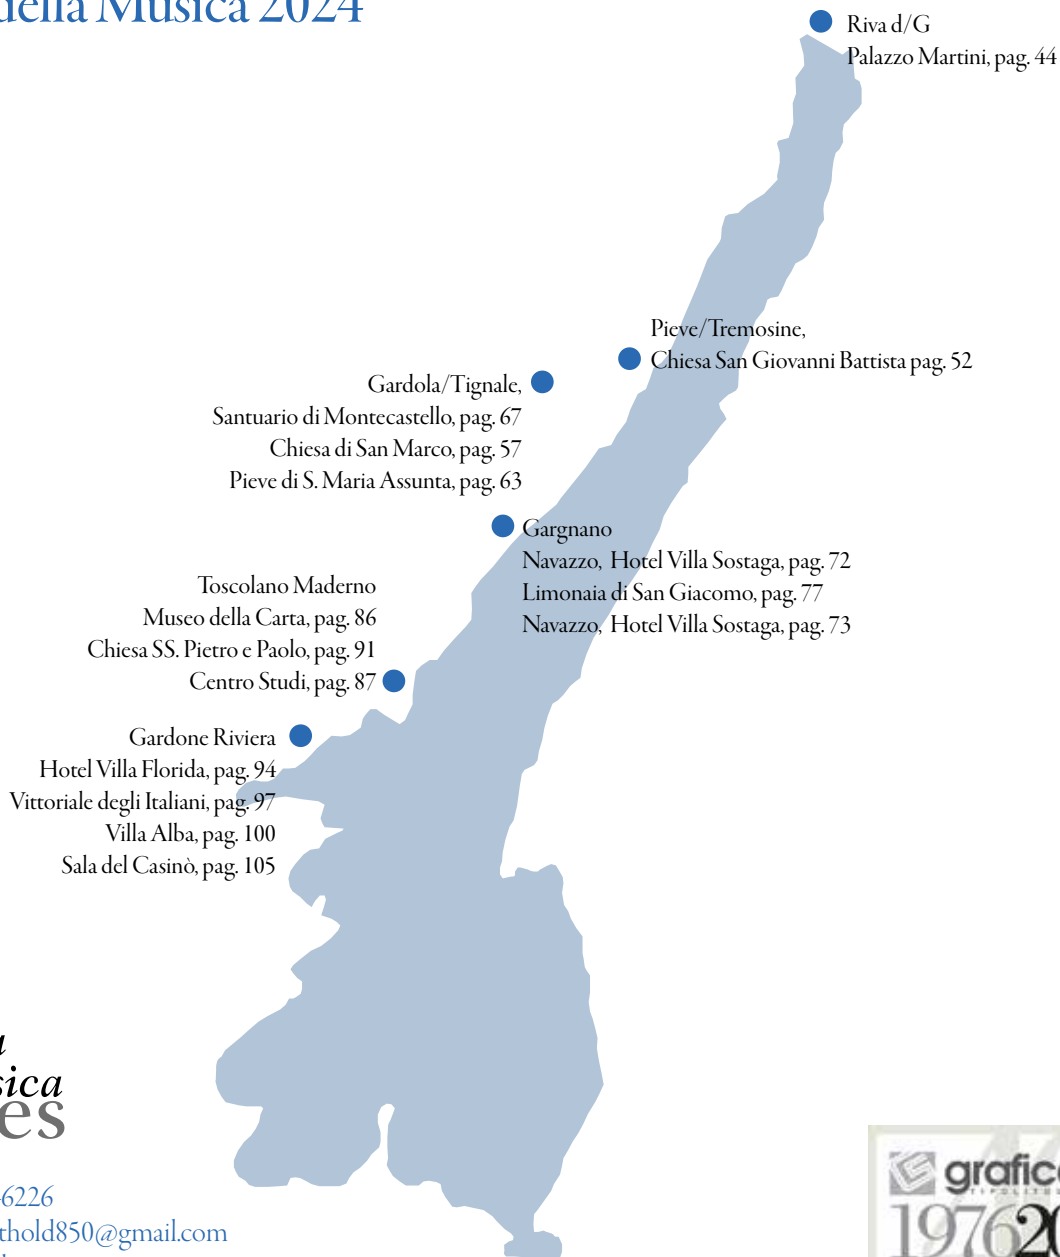 della Musica 2024
Riva d/G
Palazzo Martini, pag. 44
Pieve/Tremosine,
Chiesa San Giovanni Battista pag. 52
Gardola/Tignale,
Santuario di Montecastello, pag. 67
Chiesa di San Marco, pag. 57
Pieve di S. Maria Assunta, pag. 63
Gargnano
Navazzo, Hotel Villa Sostaga, pag. 72
Limonaia di San Giacomo, pag. 77
Navazzo, Hotel Villa Sostaga, pag. 73
Toscolano Maderno
Museo della Carta, pag. 86
Chiesa SS. Pietro e Paolo, pag. 91
Centro Studi, pag. 87
Gardone Riviera
Hotel Villa Florida, pag. 94
Vittoriale degli Italiani, pag. 97
Villa Alba, pag. 100
Sala del Casinò, pag. 105
sica
es
6226
thold850@gmail.com
grafic
197620